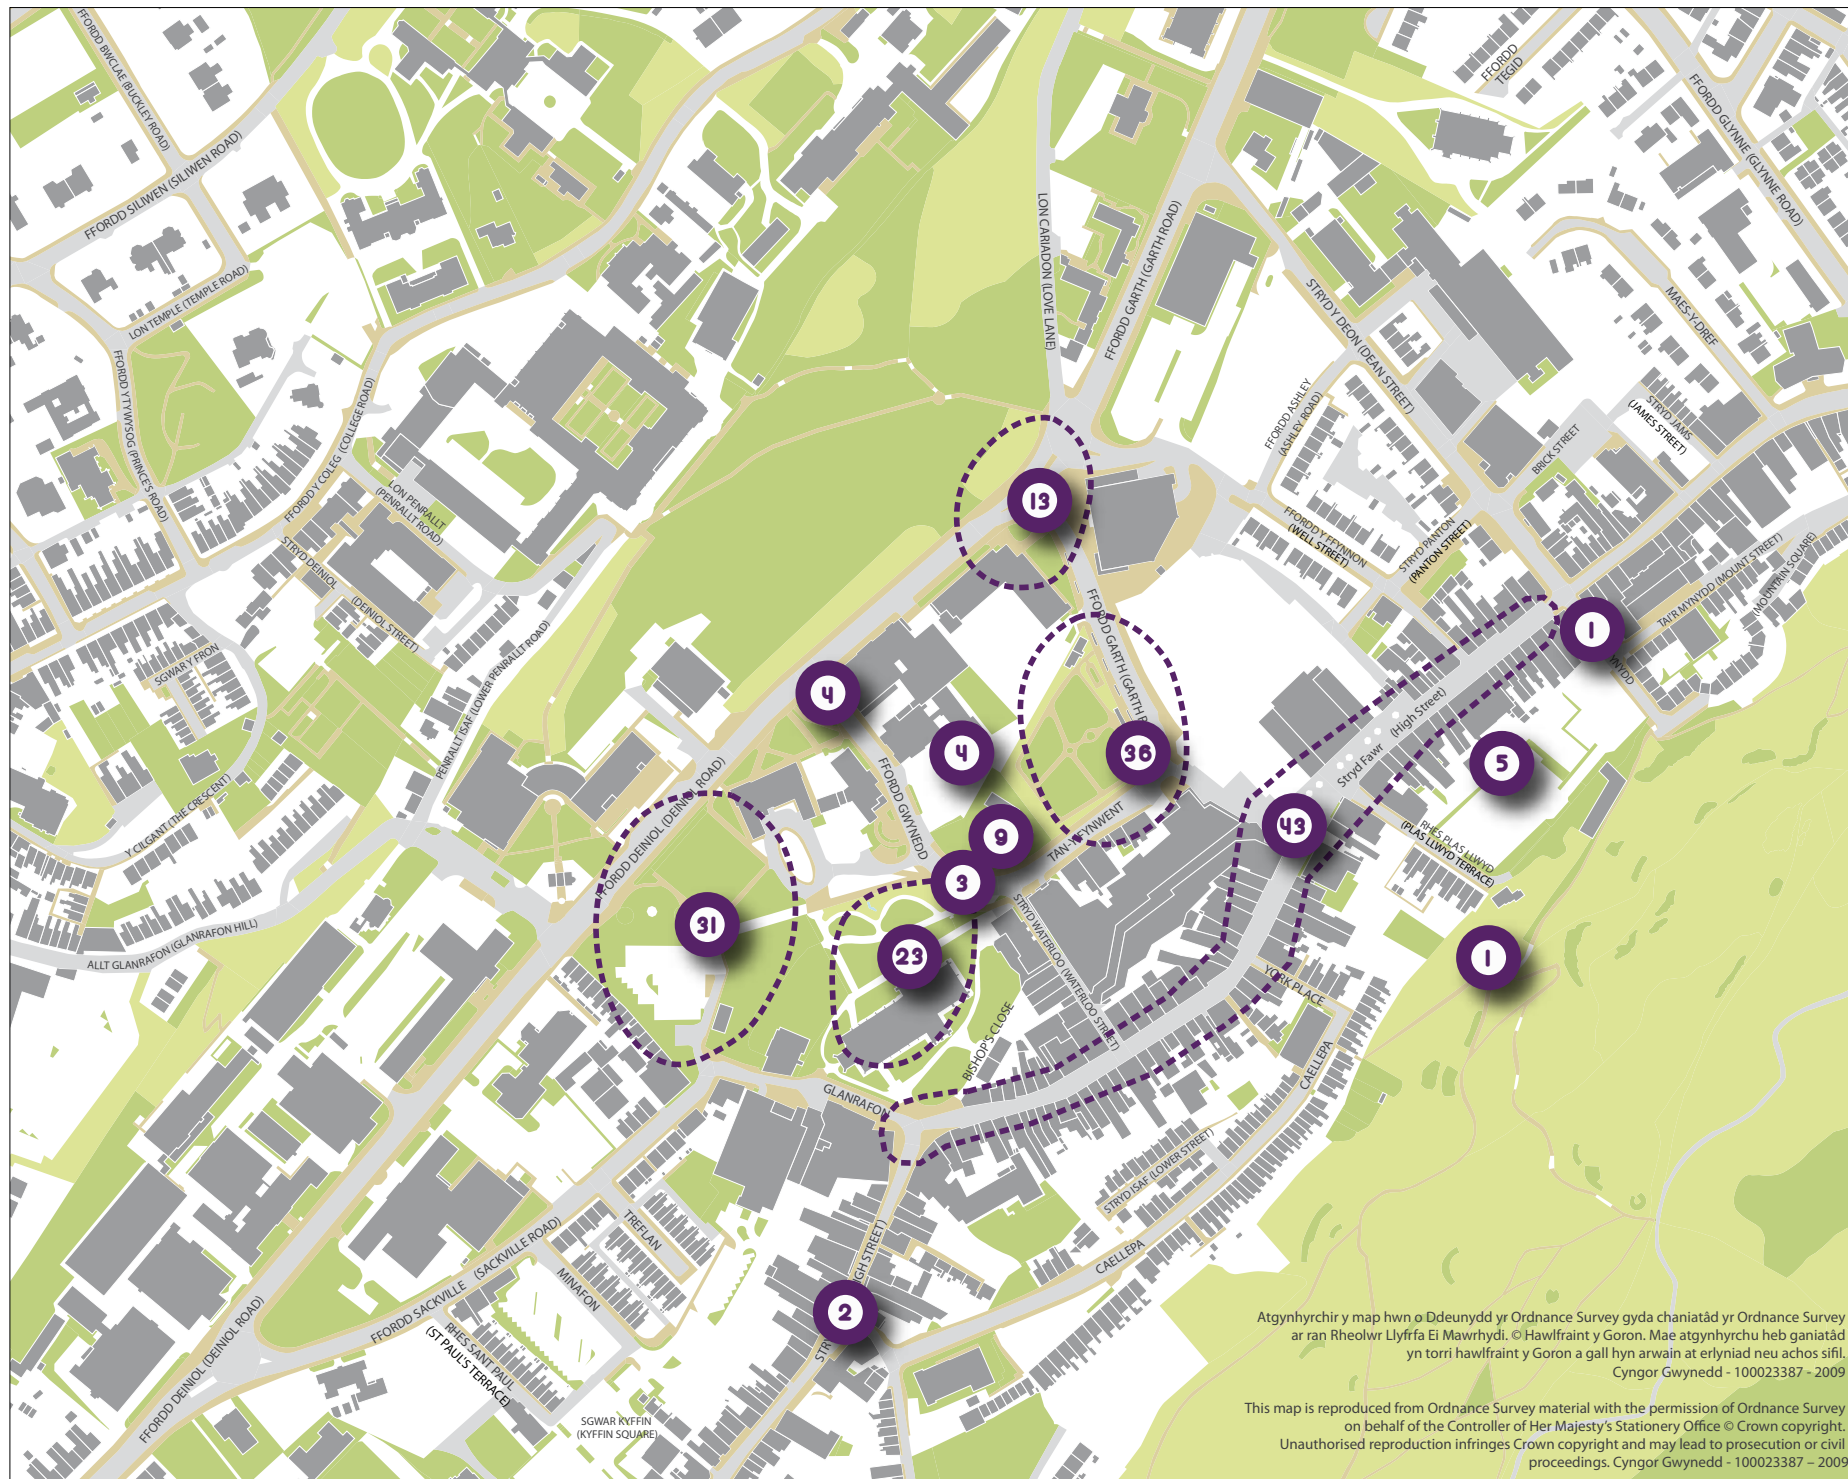 FFORDD BWCLAE (BUCKLEY ROAD)
FFORDD SILIWEN (SILIWEN ROAD)
LON TEMPLE (TEMPLE ROAD)
FFORDD Y TYWYSOG (PRINCE'S ROAD)
FFORDD Y COLEG (COLLEGE ROAD)
LON PENRALLT
(PENRALLT ROAD)
STRYD DEINIOL
(DEINIOL STREET)
SGWAR Y FRON
PENRALLT ISAF (LOWER PENRALLT ROAD)
Y CILGANT (THE CRESCENT)
ALLT GLANRAFON (GLANRAFON HILL)
LON CARIADON (LOVE LANE)
FFORDD GARTH (GARTH ROAD)
FFORDD
TEGID
FFORDD GLYNNE (GLYNNE ROAD)
MAES-Y-DREF
STRYD Y DEON (DEAN STREET)
FFORDD ASHLEY
(ASHLEY ROAD)
STRYD JAMS
(JAMES STREET)
BRICK STREET
FFORDD Y FFYNNON
(WELL STREET)
STRYD PANTON
(PANTON STREET)
TAI'R MYNYDD (MOUNT STREET)
(MOUNTAIN SQUARE)
13
FFORDD GARTH (GARTH
1
4
4
36
Stryd Fawr (High Street)
5
43
RHES PLAS LLWYD
(PLAS LLWYD TERRACE)
FFORDD DEINIOL (DEINIOL ROAD)
FFORDD GWYNEDD
9
TAN-Y-FYNWENT
3
31
23
STRYD WATERLOO (WATERLOO STREET)
1
YORK PLACE
BISHOP'S CLOSE
GLANRAFON
CAELLEPA
STRYD ISAF (LOWER STREET)
CAELLEPA
TREFLAN
MINAFON
FFORDD SACKVILLE (SACKVILLE ROAD)
RHES SANT PAUL
(ST PAUL'S TERRACE)
FFORDD DEINIOL (DEINIOL ROAD)
2
SGWAR KYFFIN
(KYFFIN SQUARE)
Atgynhyrchir y map hwn o Ddeunydd yr Ordnance Survey gyda chaniatâd yr Ordnance Survey
ar ran Rheolwr Llyfrfa Ei Mawrhydi. © Hawlfraint y Goron. Mae atgynhyrchu heb ganiatâd
yn torri hawlfraint y Goron a gall hyn arwain at erlyniad neu achos sifil.
Cyngor Gwynedd - 100023387 - 2009
This map is reproduced from Ordnance Survey material with the permission of Ordnance Survey
on behalf of the Controller of Her Majesty's Stationery Office © Crown copyright.
Unauthorised reproduction infringes Crown copyright and may lead to prosecution or civil
proceedings. Cyngor Gwynedd - 100023387 – 2009